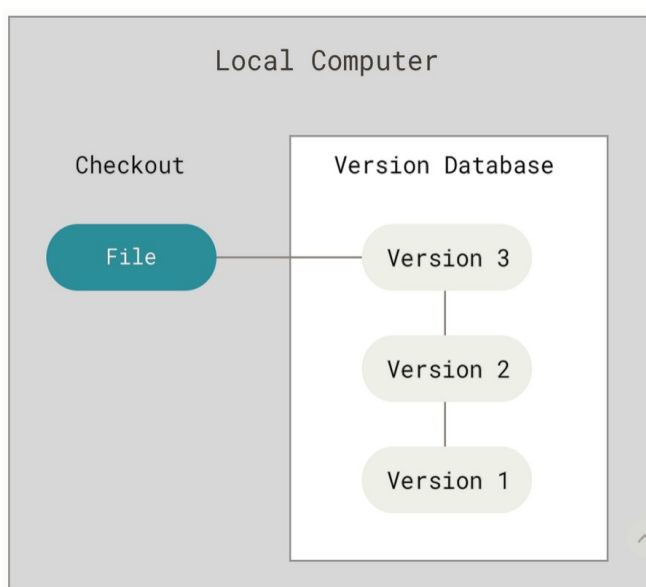 Local Computer
Checkout
Version Database
File
Version 3
Version 2
Version 1